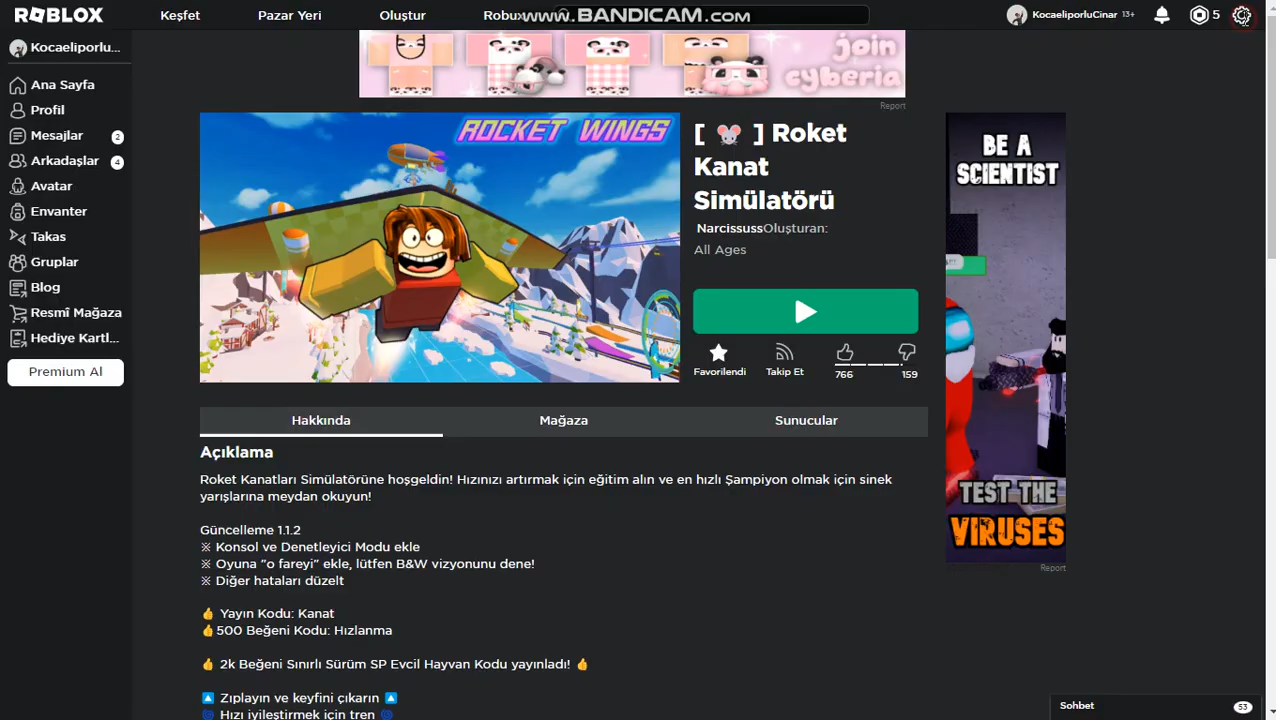 ROBLOX
Keşfet
Pazar Yeri
Oluştur
Robux
www.BANDICAM.com
KocaeliporluCinar 13+
5
Kocaeliporlu...
Ana Sayfa
Profil
Mesajlar 2
Arkadaşlar 4
Avatar
Envanter
Takas
Gruplar
Blog
Resmî Mağaza
Hediye Kartl...
Premium Al
join
cyberia
Report
ROCKET WINGS
[ 🐭 ] Roket
Kanat
Simülatörü
NarcissussOluşturan:
All Ages
Favorilendi
Takip Et
766
159
Hakkında
Mağaza
Sunucular
Açıklama
Roket Kanatları Simülatörüne hoşgeldin! Hızınızı artırmak için eğitim alın ve en hızlı Şampiyon olmak için sinek
yarışlarına meydan okuyun!
Güncelleme 1.1.2
※ Konsol ve Denetleyici Modu ekle
※ Oyuna "o fareyi" ekle, lütfen B&W vizyonunu dene!
※ Diğer hataları düzelt
👍 Yayın Kodu: Kanat
👍500 Beğeni Kodu: Hızlanma
👍 2k Beğeni Sınırlı Sürüm SP Evcil Hayvan Kodu yayınladı! 👍
🔼 Zıplayın ve keyfini çıkarın 🔼
🌀 Hızı iyileştirmek için tren 🌀
BE A
SCIENTIST
TEST THE
VIRUSES
Report
Sohbet
53